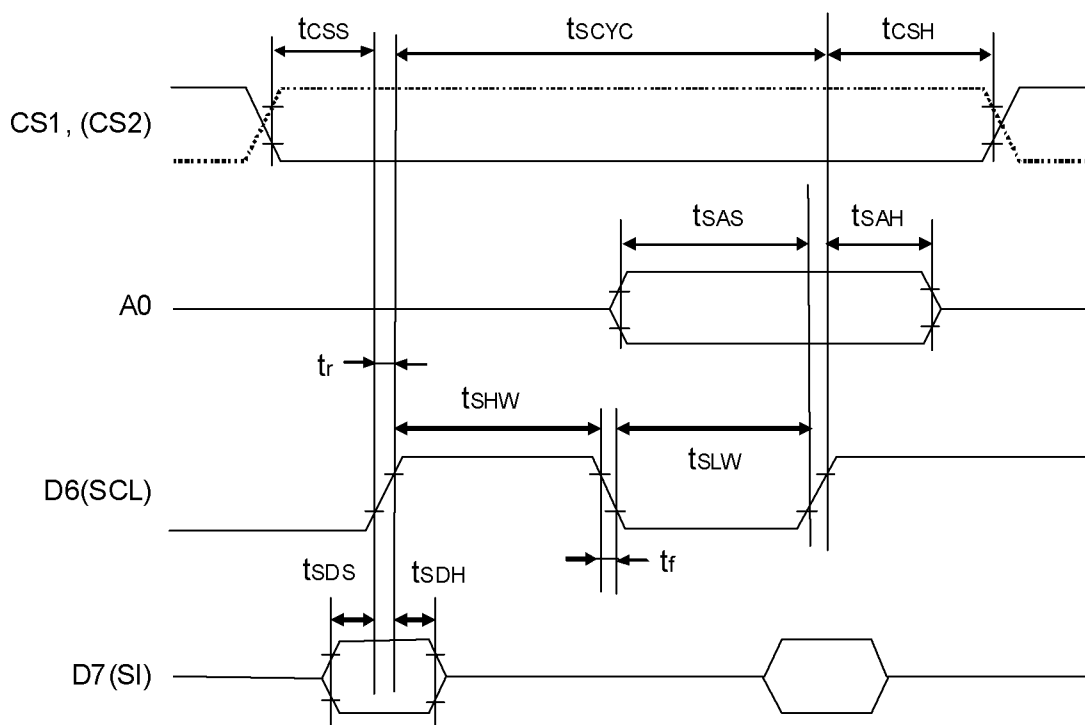 tCSS tSCYC tCSH
CS1, (CS2)
tSAS tSAH
A0
tr
tSHW
tSLW
D6(SCL)
tf
tSDS tSDH
D7(SI)